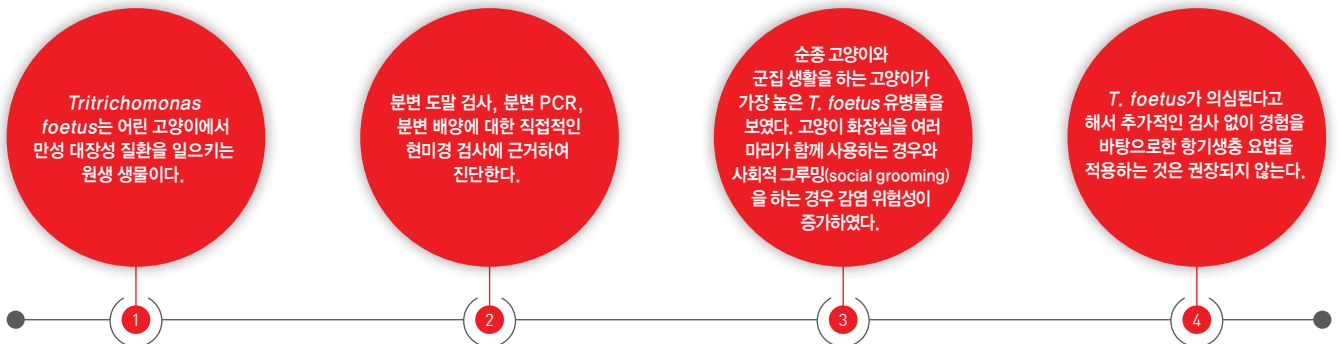 Tritrichomonas
foetus는 어린 고양이에서
만성 대장성 질환을 일으키는
원생 생물이다.
분변 도말 검사, 분변 PCR,
분변 배양에 대한 직접적인
현미경 검사에 근거하여
진단한다.
순종 고양이와
군집 생활을 하는 고양이가
가장 높은 T. foetus 유병률을
보였다. 고양이 화장실을 여러
마리가 함께 사용하는 경우와
사회적 그루밍(social grooming)
을 하는 경우 감염 위험성이
증가하였다.
T. foetus가 의심된다고
해서 추가적인 검사 없이 경험을
바탕으로한 항기생충 요법을
적용하는 것은 권장되지 않는다.
1
2
3
4